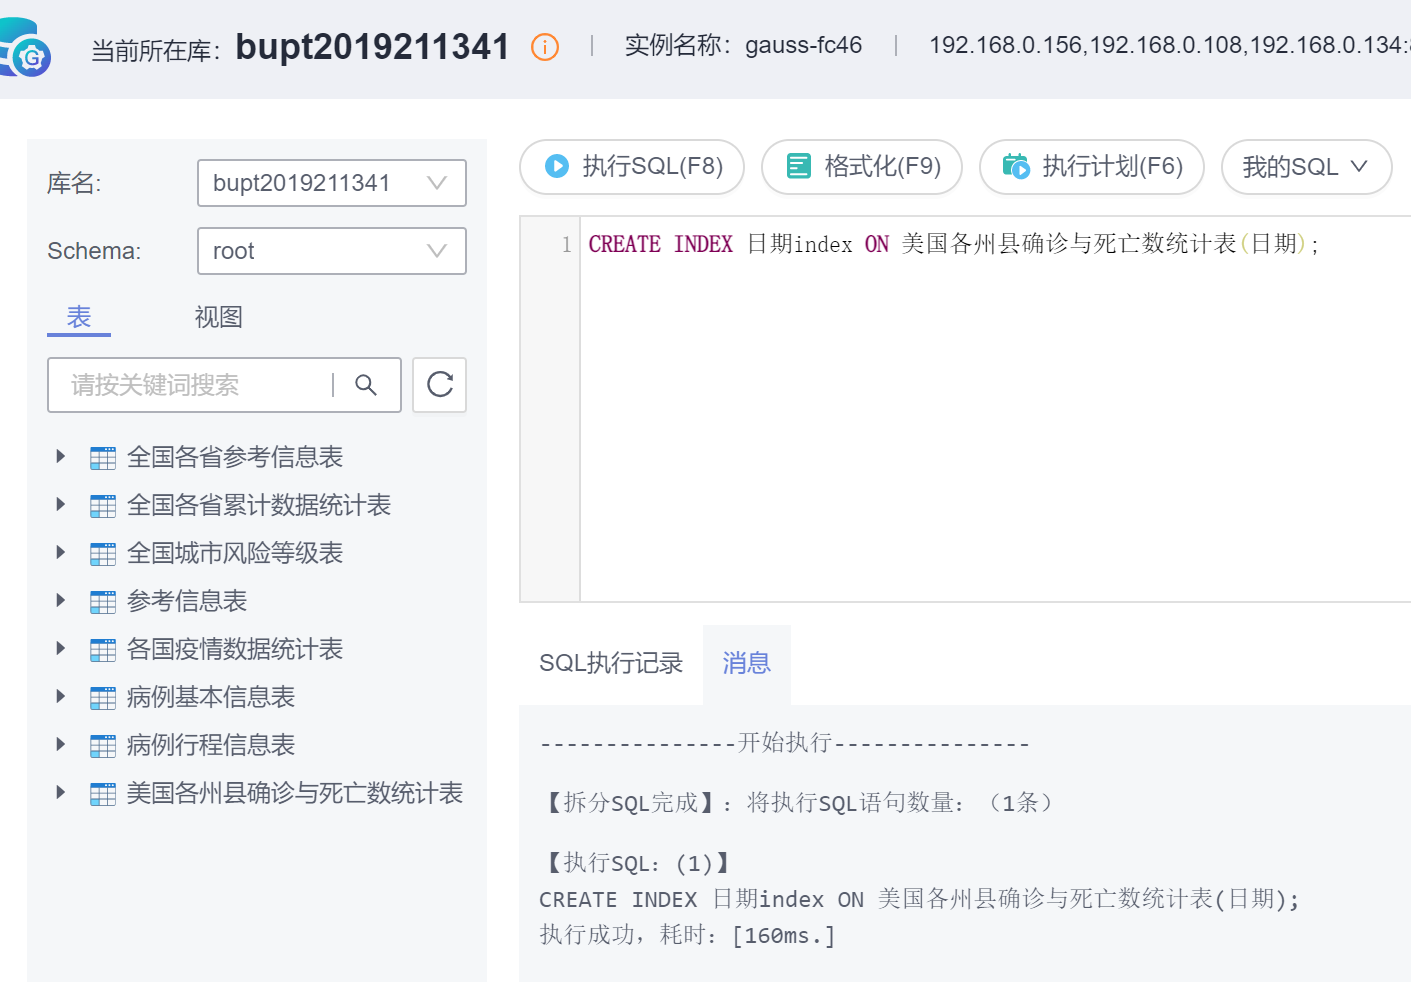 当前所在库: bupt2019211341
实例名称: gauss-fc46
192.168.0.156,192.168.0.108,192.168.0.134:
库名: bupt2019211341
Schema: root
表 视图
请按关键词搜索
全国各省参考信息表
全国各省累计数据统计表
全国城市风险等级表
参考信息表
各国疫情数据统计表
病例基本信息表
病例行程信息表
美国各州县确诊与死亡数统计表
执行SQL(F8) 格式化(F9) 执行计划(F6) 我的SQL
1 CREATE INDEX 日期index ON 美国各州县确诊与死亡数统计表(日期);
SQL执行记录 消息
---------------开始执行---------------
【拆分SQL完成】：将执行SQL语句数量：（1条）
【执行SQL：(1)】
CREATE INDEX 日期index ON 美国各州县确诊与死亡数统计表(日期);
执行成功，耗时：[160ms.]